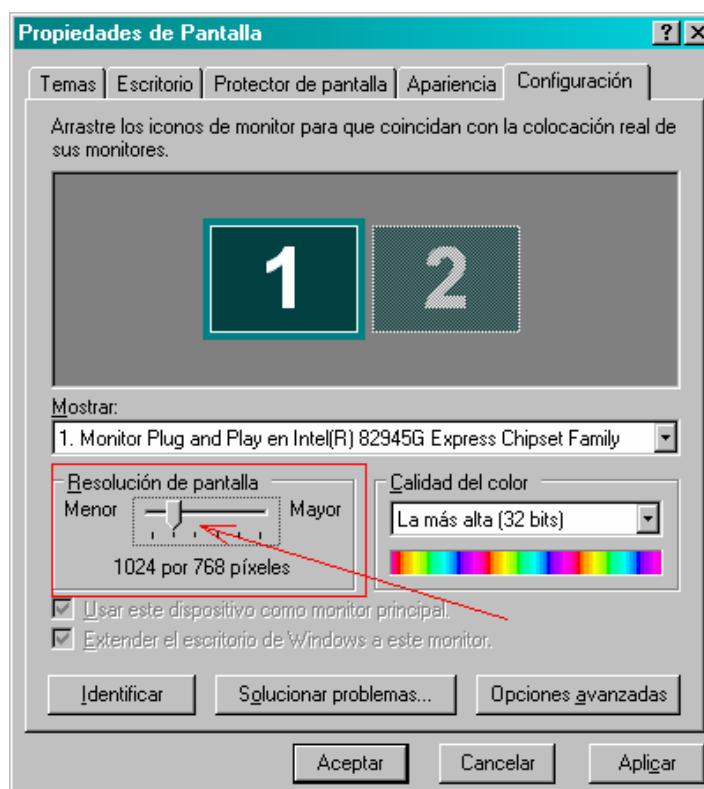 Propiedades de Pantalla
Temas Escritorio Protector de pantalla Apariencia Configuración
Arrastre los iconos de monitor para que coincidan con la colocación real de
sus monitores.
1 2
Mostrar:
1. Monitor Plug and Play en Intel(R) 82945G Express Chipset Family
Resolución de pantalla
Menor Mayor
1024 por 768 píxeles
Calidad del color
La más alta (32 bits)
Usar este dispositivo como monitor principal.
Extender el escritorio de Windows a este monitor.
Identificar Solucionar problemas... Opciones avanzadas
Aceptar Cancelar Aplicar